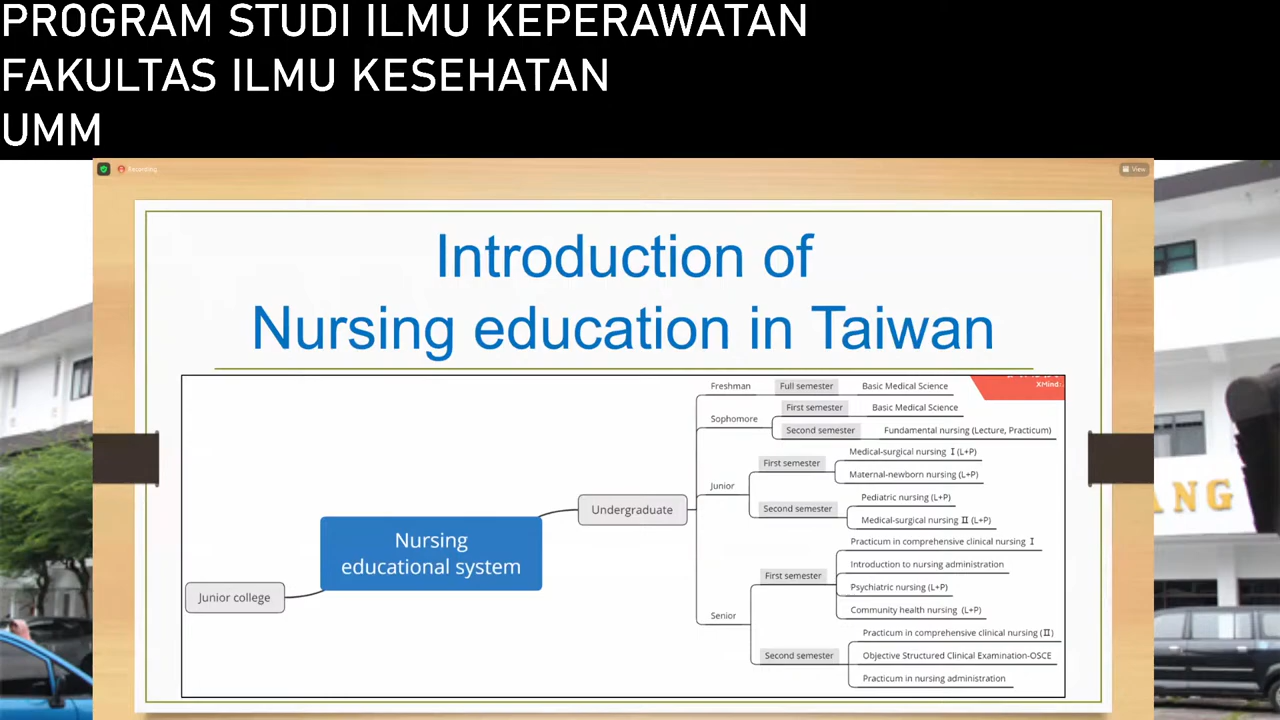 PROGRAM STUDI ILMU KEPERAWATAN
FAKULTAS ILMU KESEHATAN
UMM
Recording
View
Introduction of
Nursing education in Taiwan
XMind
Freshman
Full semester
Basic Medical Science
Sophomore
First semester
Basic Medical Science
Second semester
Fundamental nursing (Lecture, Practicum)
Junior
First semester
Medical-surgical nursing Ⅰ (L+P)
Maternal-newborn nursing (L+P)
Second semester
Pediatric nursing (L+P)
Medical-surgical nursing Ⅱ (L+P)
Undergraduate
Nursing
educational system
Junior college
Senior
First semester
Practicum in comprehensive clinical nursing Ⅰ
Introduction to nursing administration
Psychiatric nursing (L+P)
Community health nursing (L+P)
Second semester
Practicum in comprehensive clinical nursing (Ⅱ)
Objective Structured Clinical Examination-OSCE
Practicum in nursing administration
ANG